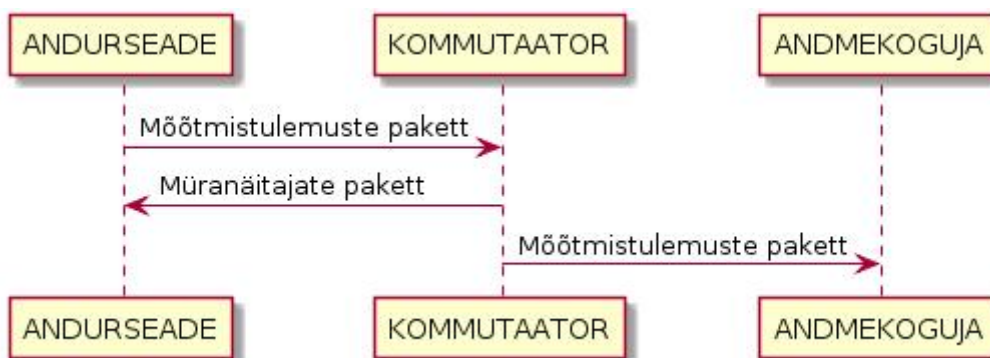 ANDURSEADE
KOMMUTAATOR
ANDMEKOGUJA
Mõõtmistulemuste pakett
Müranäitajate pakett
Mõõtmistulemuste pakett
ANDURSEADE
KOMMUTAATOR
ANDMEKOGUJA